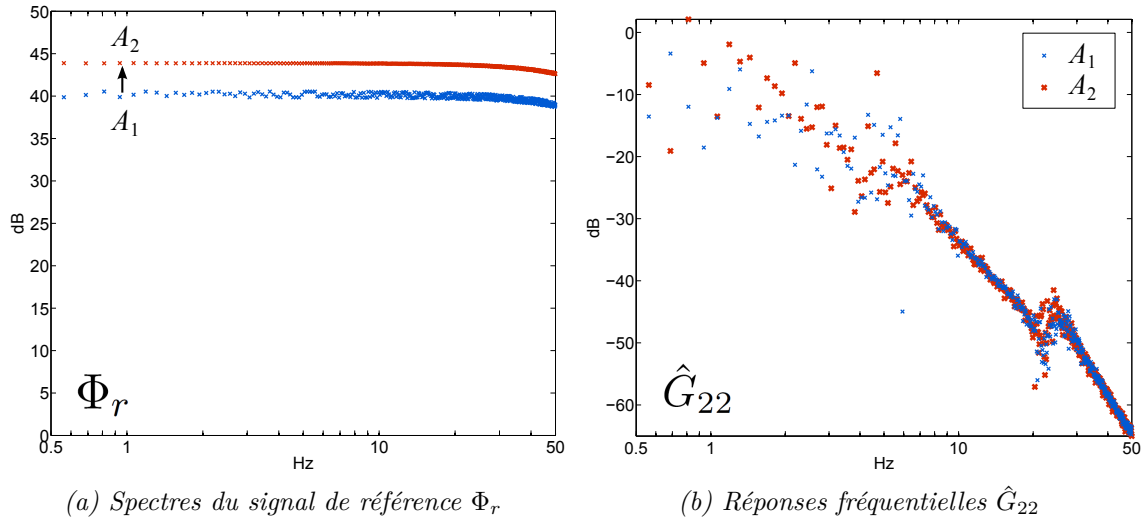 50
45
40
35
30
25
20
15
10
5
0
dB
A₂
A₁
Φᵣ
0.5 1 10 50
Hz
(a) Spectres du signal de référence Φᵣ
0
−10
−20
−30
−40
−50
−60
dB
A₁
A₂
Ĝ₂₂
0.5 1 10 50
Hz
(b) Réponses fréquentielles Ĝ₂₂